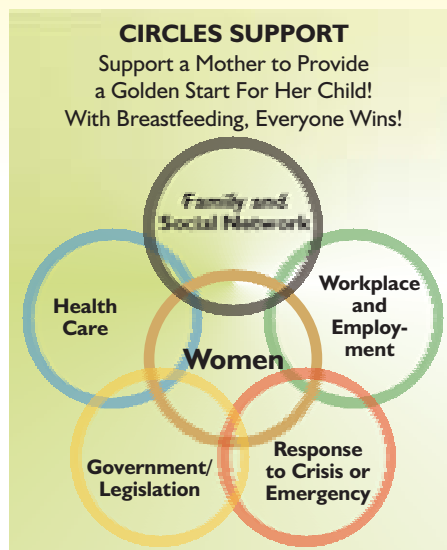 CIRCLES SUPPORT
Support a Mother to Provide
a Golden Start For Her Child!
With Breastfeeding, Everyone Wins!
Family and
Social Network
Health
Care
Workplace
and
Employ-
ment
Women
Government/
Legislation
Response
to Crisis or
Emergency